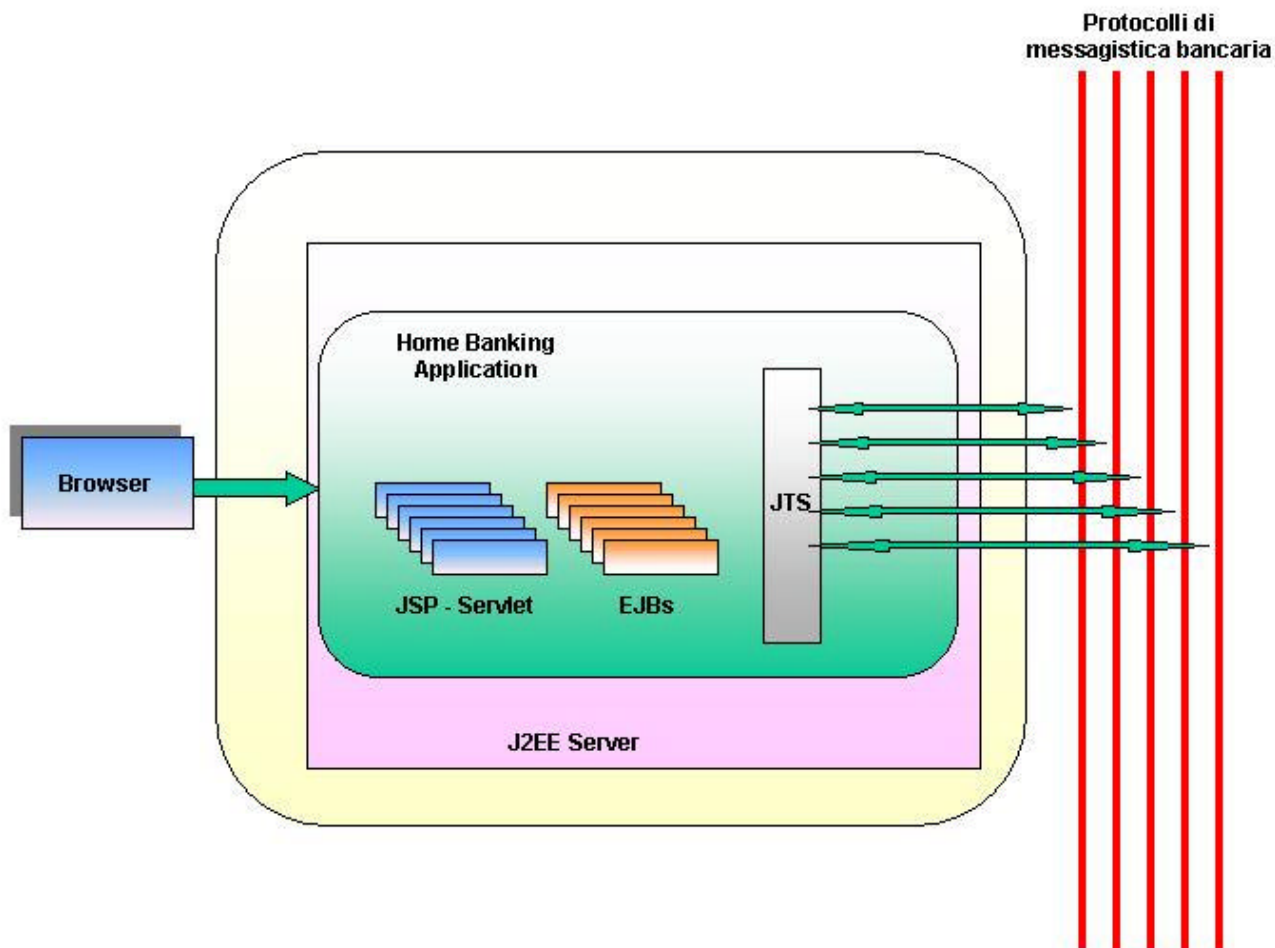 Protocolli di
messagistica bancaria
Home Banking
Application
Browser
JTS
JSP - Servlet
EJBs
J2EE Server